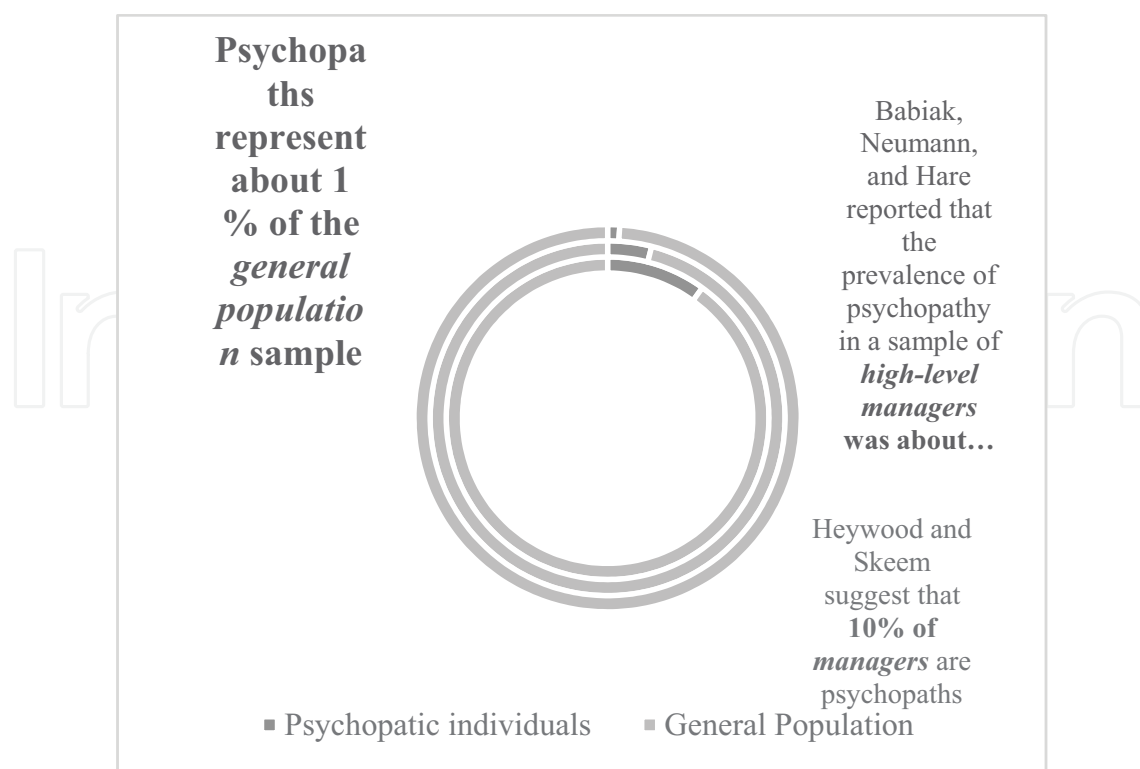 Psychopa
ths
represent
about 1
% of the
general
populatio
n sample
Babiak,
Neumann,
and Hare
reported that
the
prevalence of
psychopathy
in a sample of
high-level
managers
was about…
Heywood and
Skeem
suggest that
10% of
managers are
psychopaths
Psychopatic individuals
General Population